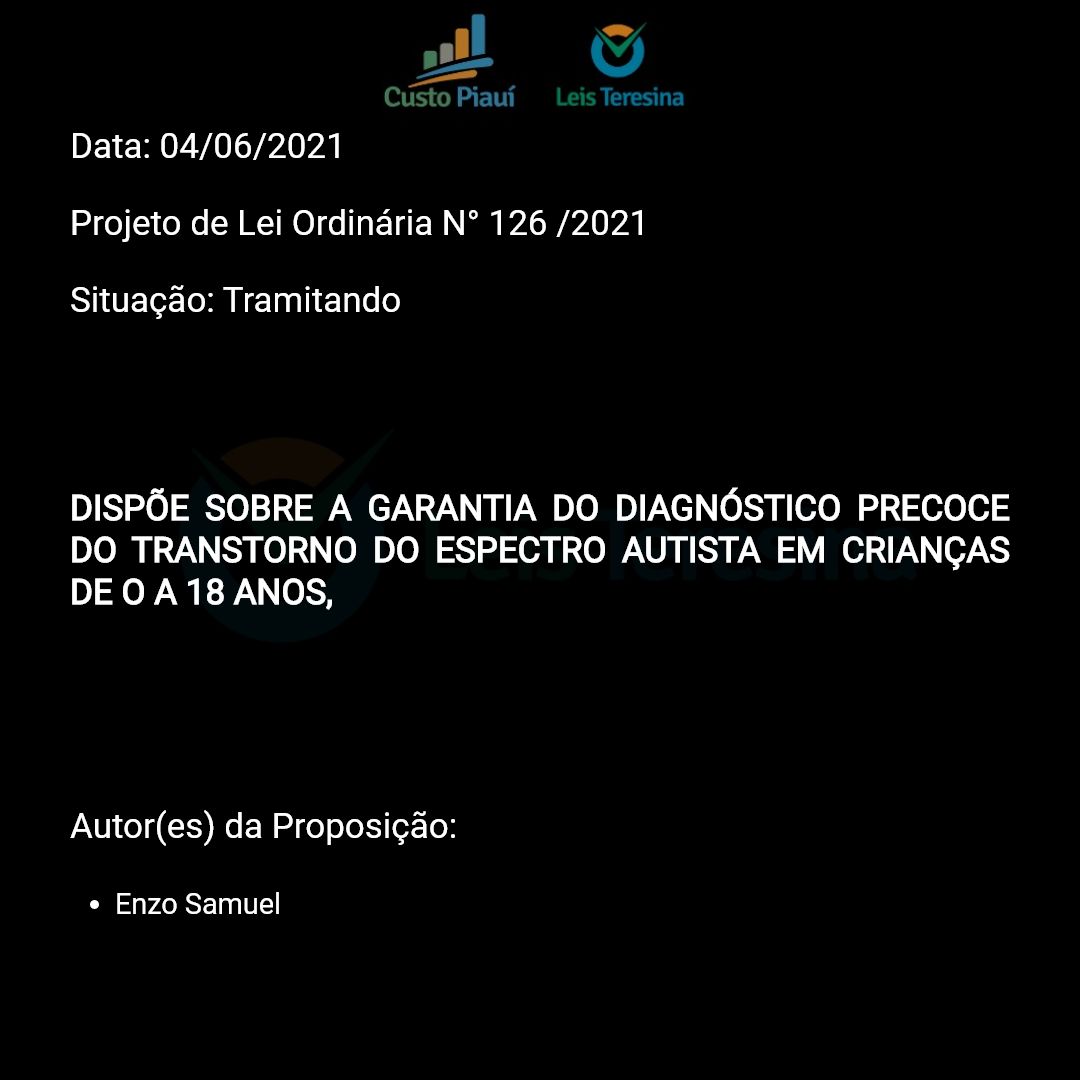 Custo Piauí Leis Teresina
Data: 04/06/2021
Projeto de Lei Ordinária N° 126 /2021
Situação: Tramitando
DISPÕE SOBRE A GARANTIA DO DIAGNÓSTICO PRECOCE
DO TRANSTORNO DO ESPECTRO AUTISTA EM CRIANÇAS
DE O A 18 ANOS,
Leis Teresina
Autor(es) da Proposição:
• Enzo Samuel